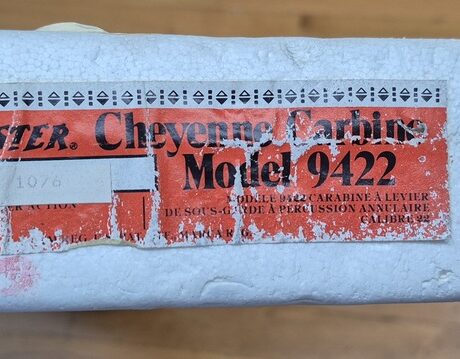 STER. Cheyenne Carbine
Model 9422
1076
R ACTION
MODÈLE 9422 CARABINE À LEVIER
DE SOUS-GARDE À PERCUSSION ANNULAIRE
CALIBRE 22